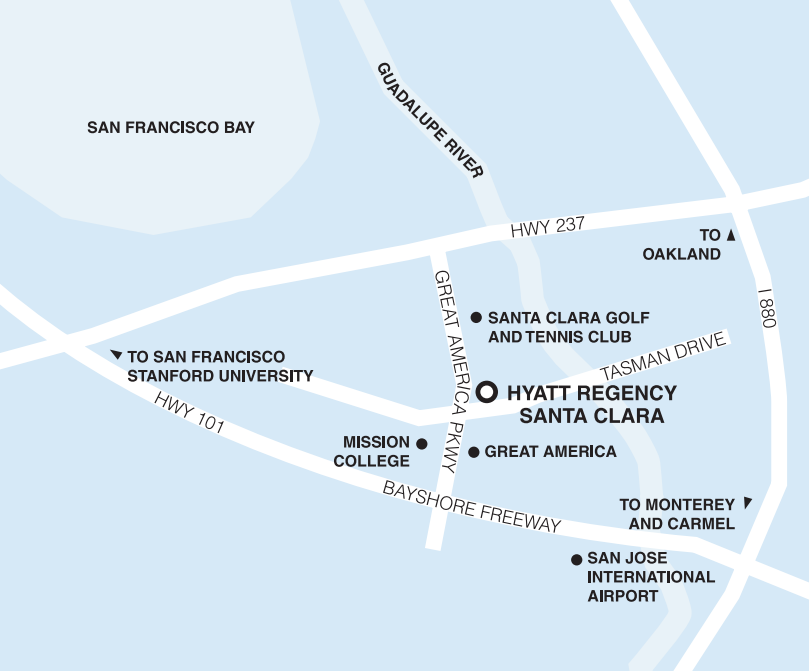 GUADALUPE RIVER
SAN FRANCISCO BAY
HWY 237
TO
OAKLAND
GREAT AMERICA PKWY
I 880
SANTA CLARA GOLF
AND TENNIS CLUB
TO SAN FRANCISCO
STANFORD UNIVERSITY
TASMAN DRIVE
HYATT REGENCY
SANTA CLARA
HWY 101
MISSION
COLLEGE
GREAT AMERICA
BAYSHORE FREEWAY
TO MONTEREY
AND CARMEL
SAN JOSE
INTERNATIONAL
AIRPORT